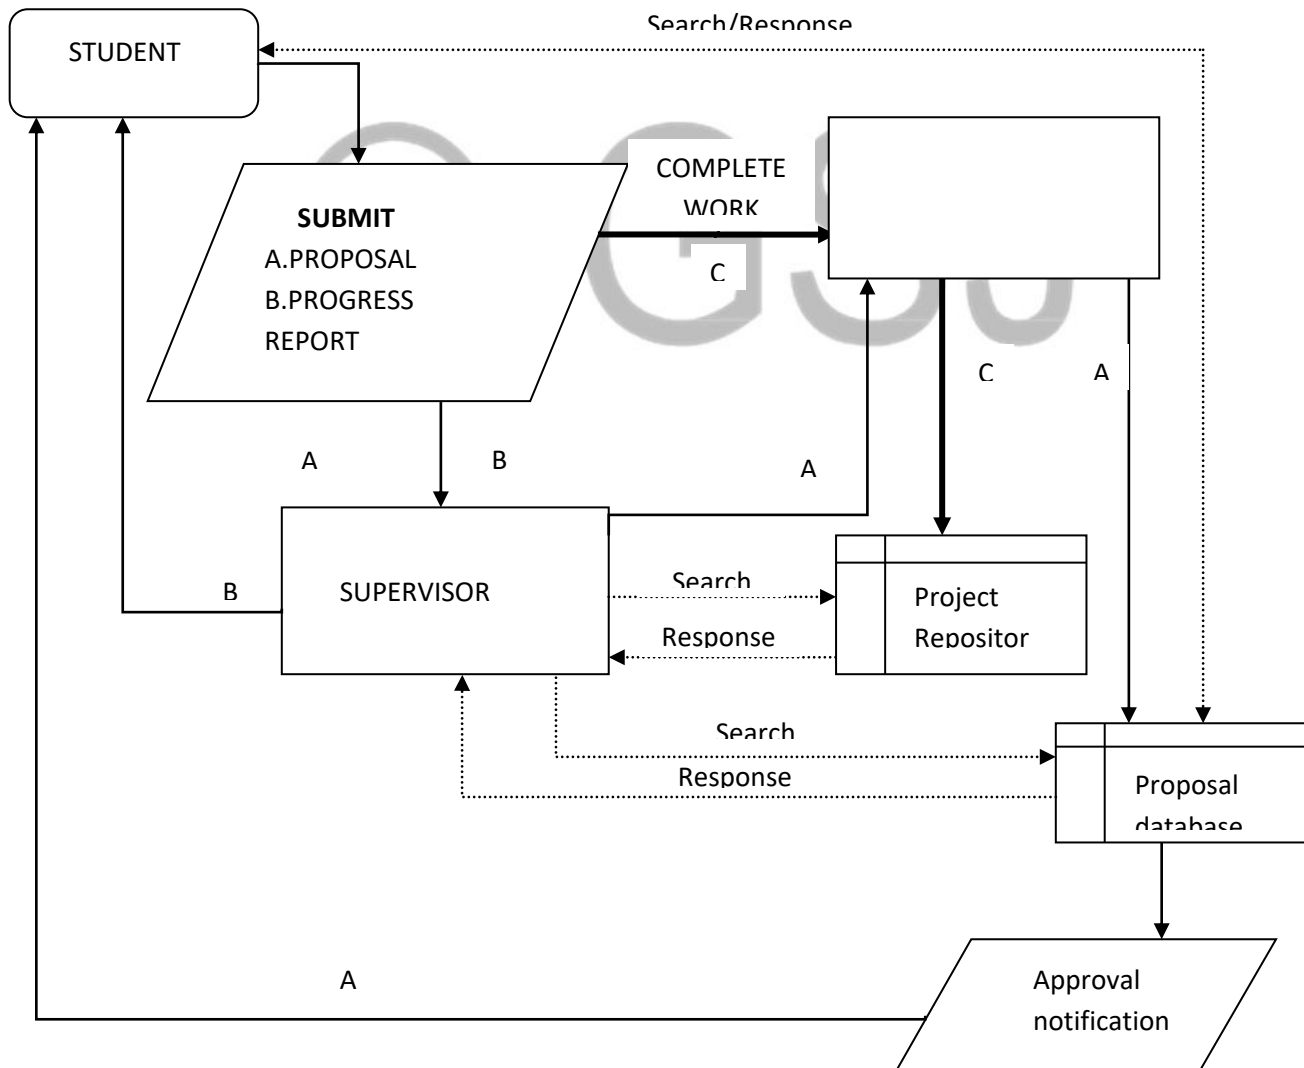 Search/Response
STUDENT
COMPLETE
WORK
SUBMIT
A.PROPOSAL
B.PROGRESS
REPORT
C
C
A
A
B
A
B
SUPERVISOR
Search
Response
Project
Repositor
Search
Response
Proposal
database
A
Approval
notification